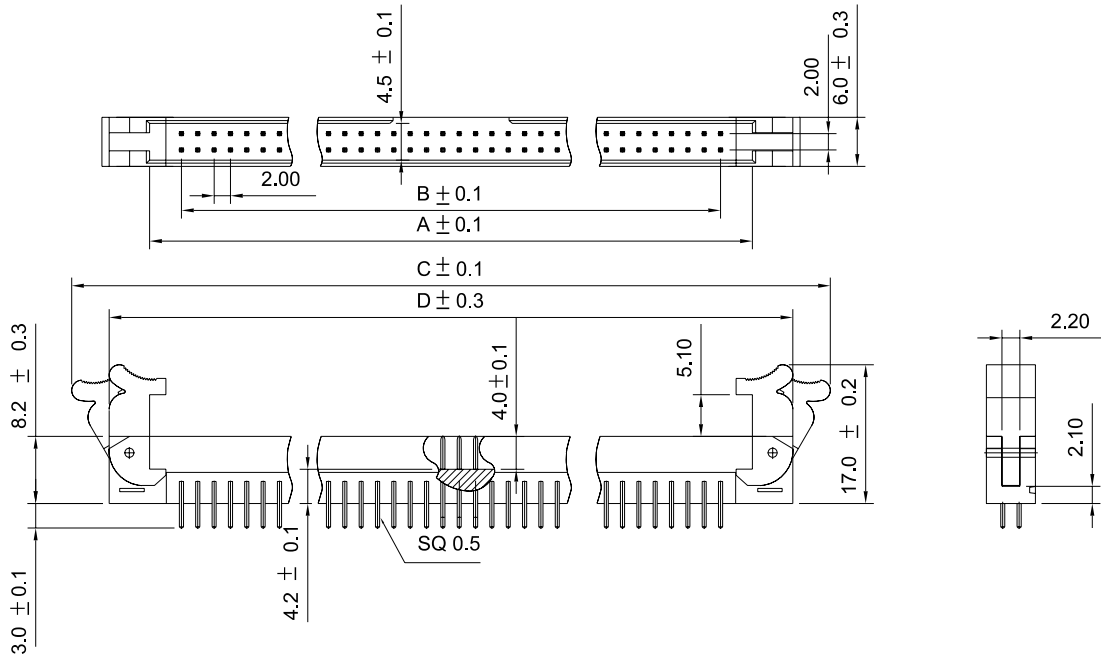 4.5 ± 0.1
2.00
6.0 ± 0.3
2.00
B ± 0.1
A ± 0.1
C ± 0.1
D ± 0.3
8.2 ± 0.3
4.0 ± 0.1
5.10
17.0 ± 0.2
2.20
2.10
SQ 0.5
4.2 ± 0.1
3.0 ± 0.1